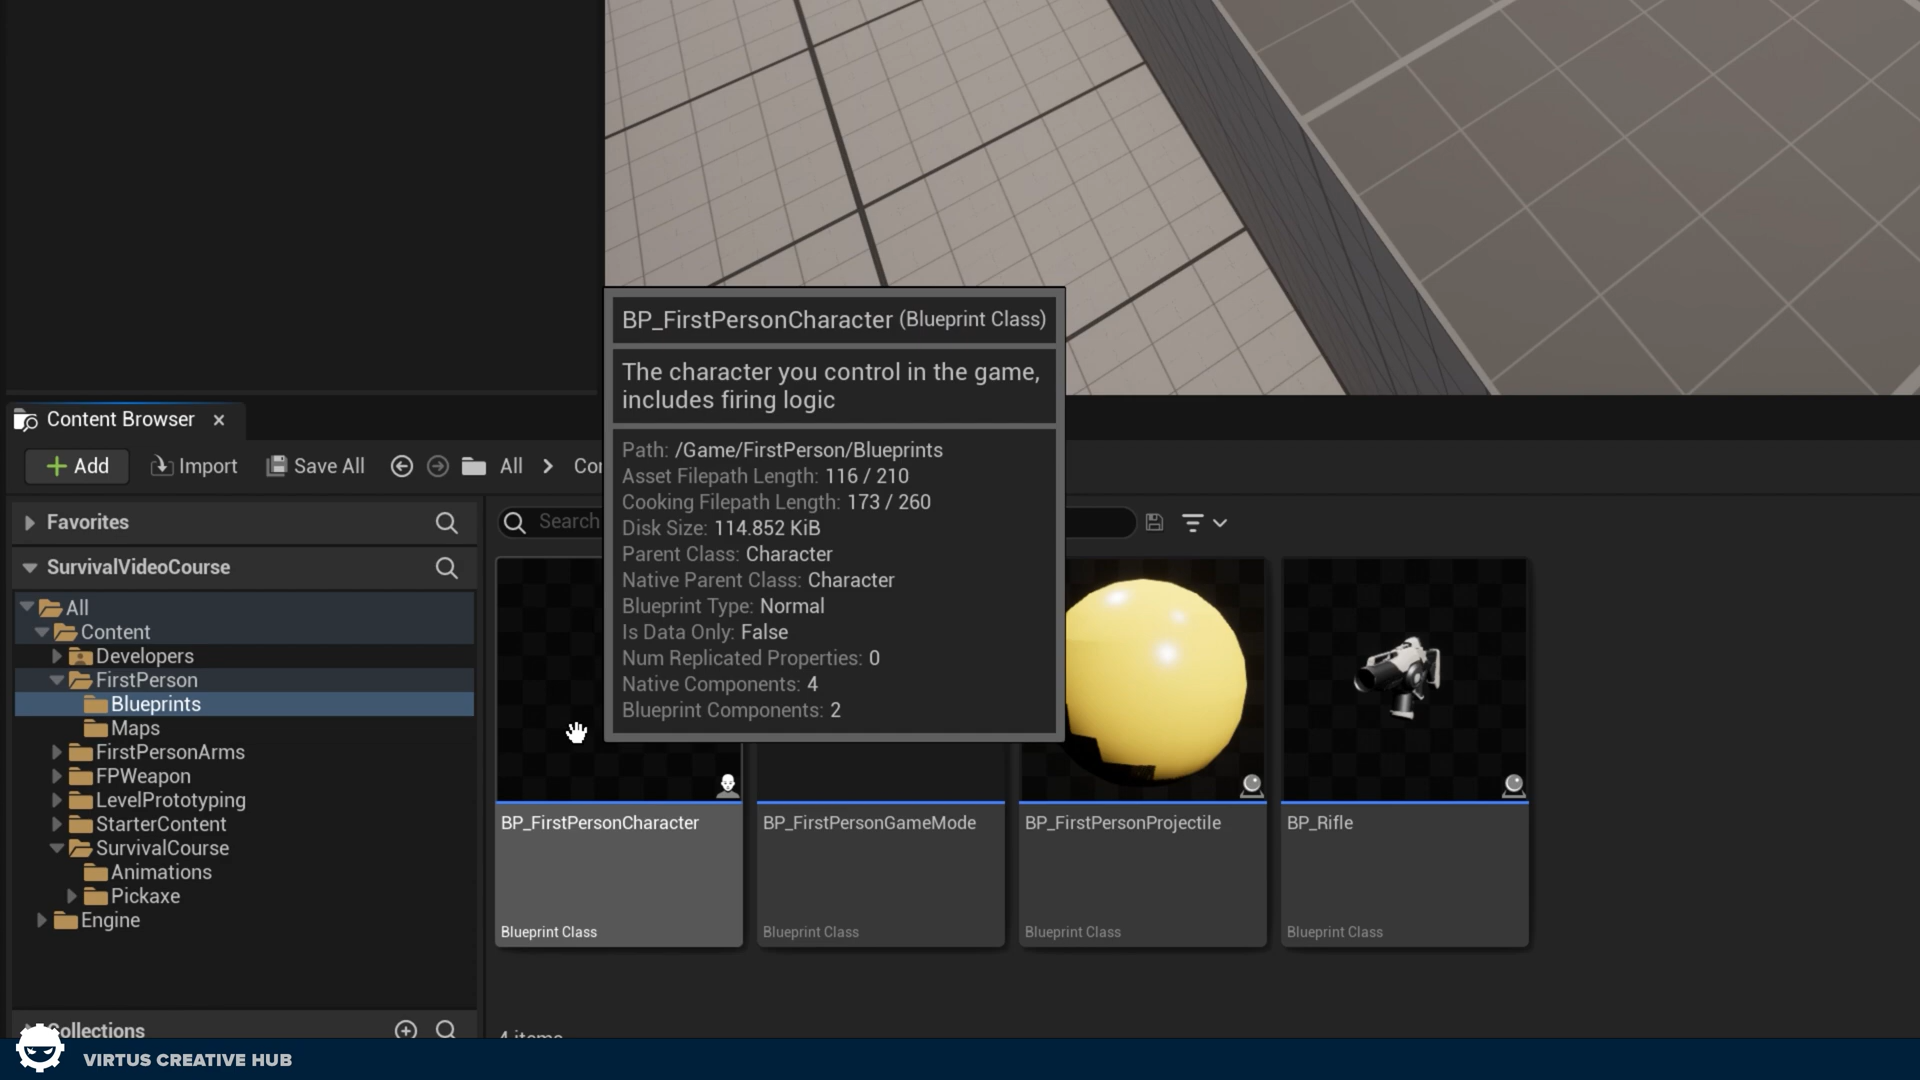 BP_FirstPersonCharacter (Blueprint Class)
The character you control in the game,
includes firing logic
Path: /Game/FirstPerson/Blueprints
Asset Filepath Length: 116 / 210
Cooking Filepath Length: 173 / 260
Disk Size: 114.852 KiB
Parent Class: Character
Native Parent Class: Character
Blueprint Type: Normal
Is Data Only: False
Num Replicated Properties: 0
Native Components: 4
Blueprint Components: 2
Content Browser
Add Import Save All All > Cor
Favorites
Search
SurvivalVideoCourse
All
Content
Developers
FirstPerson
Blueprints
Maps
FirstPersonArms
FPWeapon
LevelPrototyping
StarterContent
SurvivalCourse
Animations
Pickaxe
Engine
Collections
BP_FirstPersonCharacter
Blueprint Class
BP_FirstPersonGameMode
Blueprint Class
BP_FirstPersonProjectile
Blueprint Class
BP_Rifle
Blueprint Class
4 items
VIRTUS CREATIVE HUB